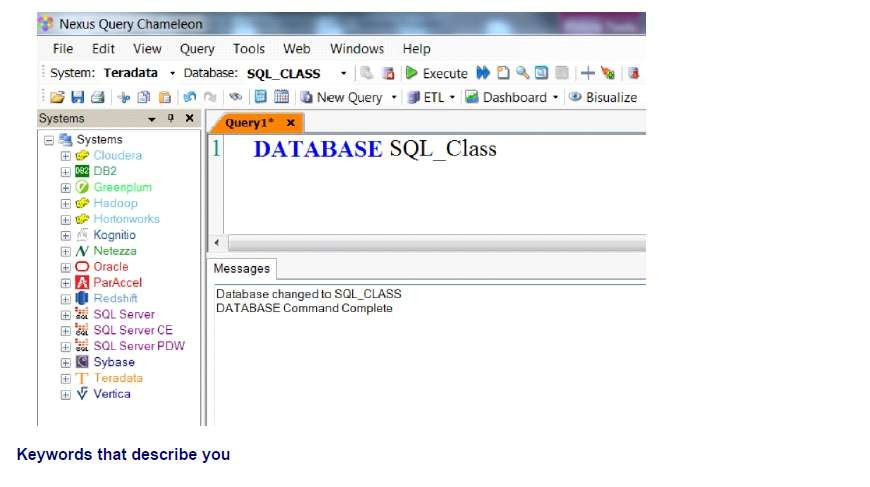 Nexus Query Chameleon
File Edit View Query Tools Web Windows Help
System: Teradata Database: SQL_CLASS Execute
New Query ETL Dashboard Bisualize
Systems
Query1* x
Systems
Cloudera
DB2
Greenplum
Hadoop
Hortonworks
Kognitio
Netezza
Oracle
ParAccel
Redshift
SQL Server
SQL Server CE
SQL Server PDW
Sybase
Teradata
Vertica
1 DATABASE SQL_Class
Messages
Database changed to SQL_CLASS
DATABASE Command Complete
Keywords that describe you